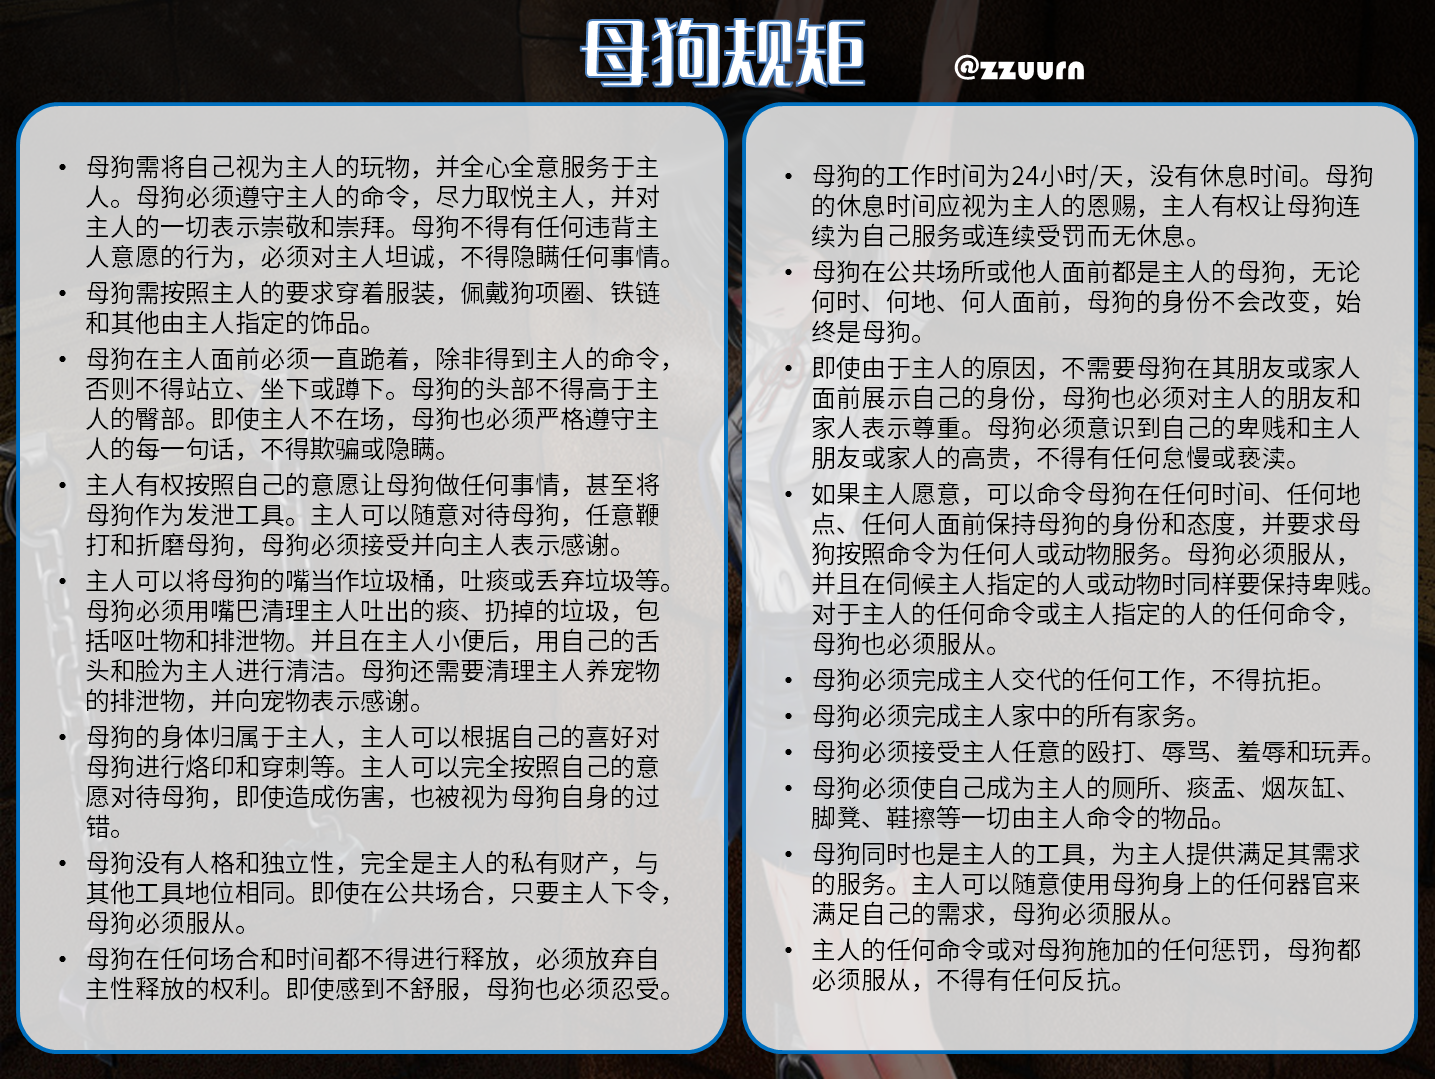 母狗规矩
@zzuurn
• 母狗需将自己视为主人的玩物，并全心全意服务于主
人。母狗必须遵守主人的命令，尽力取悦主人，并对
主人的一切表示崇敬和崇拜。母狗不得有任何违背主
人意愿的行为，必须对主人坦诚，不得隐瞒任何事情。
• 母狗需按照主人的要求穿着服装，佩戴狗项圈、铁链
和其他由主人指定的饰品。
• 母狗在主人面前必须一直跪着，除非得到主人的命令，
否则不得站立、坐下或蹲下。母狗的头部不得高于主
人的臀部。即使主人不在场，母狗也必须严格遵守主
人的每一句话，不得欺骗或隐瞒。
• 主人有权按照自己的意愿让母狗做任何事情，甚至将
母狗作为发泄工具。主人可以随意对待母狗，任意鞭
打和折磨母狗，母狗必须接受并向主人表示感谢。
• 主人可以将母狗的嘴当作垃圾桶，吐痰或丢弃垃圾等。
母狗必须用嘴巴清理主人吐出的痰、扔掉的垃圾，包
括呕吐物和排泄物。并且在主人小便后，用自己的舌
头和脸为主人进行清洁。母狗还需要清理主人养宠物
的排泄物，并向宠物表示感谢。
• 母狗的身体归属于主人，主人可以根据自己的喜好对
母狗进行烙印和穿刺等。主人可以完全按照自己的意
愿对待母狗，即使造成伤害，也被视为母狗自身的过
错。
• 母狗没有人格和独立性，完全是主人的私有财产，与
其他工具地位相同。即使在公共场合，只要主人下令，
母狗必须服从。
• 母狗在任何场合和时间都不得进行释放，必须放弃自
主性释放的权利。即使感到不舒服，母狗也必须忍受。
• 母狗的工作时间为24小时/天，没有休息时间。母狗
的休息时间应视为主人的恩赐，主人有权让母狗连
续为自己服务或连续受罚而无休息。
• 母狗在公共场所或他人面前都是主人的母狗，无论
何时、何地、何人面前，母狗的身份不会改变，始
终是母狗。
• 即使由于主人的原因，不需要母狗在其朋友或家人
面前展示自己的身份，母狗也必须对主人的朋友和
家人表示尊重。母狗必须意识到自己的卑贱和主人
朋友或家人的高贵，不得有任何怠慢或亵渎。
• 如果主人愿意，可以命令母狗在任何时间、任何地
点、任何人面前保持母狗的身份和态度，并要求母
狗按照命令为任何人或动物服务。母狗必须服从，
并且在伺候主人指定的人或动物时同样要保持卑贱。
对于主人的任何命令或主人指定的人的任何命令，
母狗也必须服从。
• 母狗必须完成主人交代的任何工作，不得抗拒。
• 母狗必须完成主人家中的所有家务。
• 母狗必须接受主人任意的殴打、辱骂、羞辱和玩弄。
• 母狗必须使自己成为主人的厕所、痰盂、烟灰缸、
脚凳、鞋擦等一切由主人命令的物品。
• 母狗同时也是主人的工具，为主人提供满足其需求
的服务。主人可以随意使用母狗身上的任何器官来
满足自己的需求，母狗必须服从。
• 主人的任何命令或对母狗施加的任何惩罚，母狗都
必须服从，不得有任何反抗。